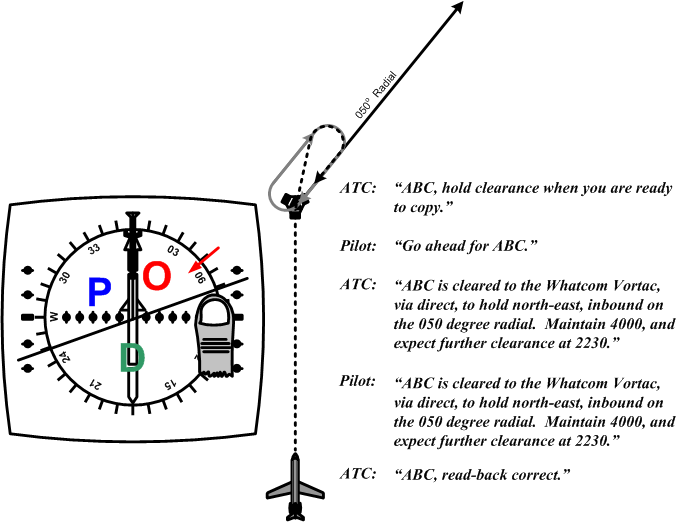 050° Radial
ATC: “ABC, hold clearance when you are ready
to copy.”
Pilot: “Go ahead for ABC.”
ATC: “ABC is cleared to the Whatcom Vortac,
via direct, to hold north-east, inbound on
the 050 degree radial. Maintain 4000, and
expect further clearance at 2230.”
Pilot: “ABC is cleared to the Whatcom Vortac,
via direct, to hold north-east, inbound on
the 050 degree radial. Maintain 4000, and
expect further clearance at 2230.”
ATC: “ABC, read-back correct.”
33
03
30
06
P
O
W
D
24
21
15